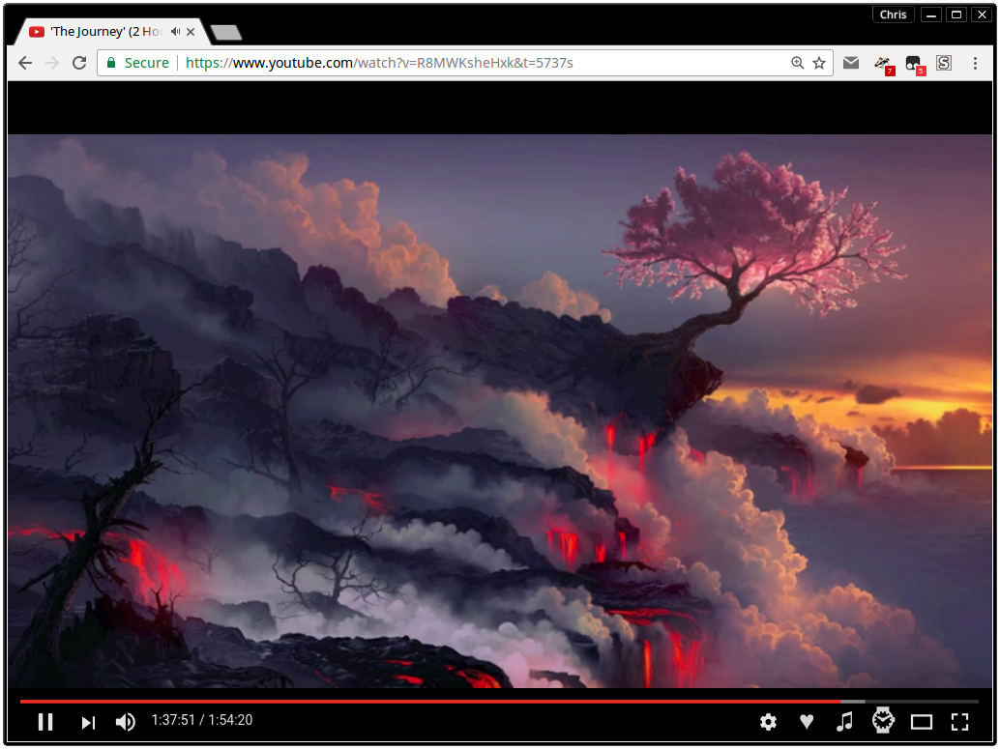 Chris
'The Journey' (2 Ho
Secure https://www.youtube.com/watch?v=R8MWKsheHxk&t=5737s
7
5
S
1:37:51 / 1:54:20